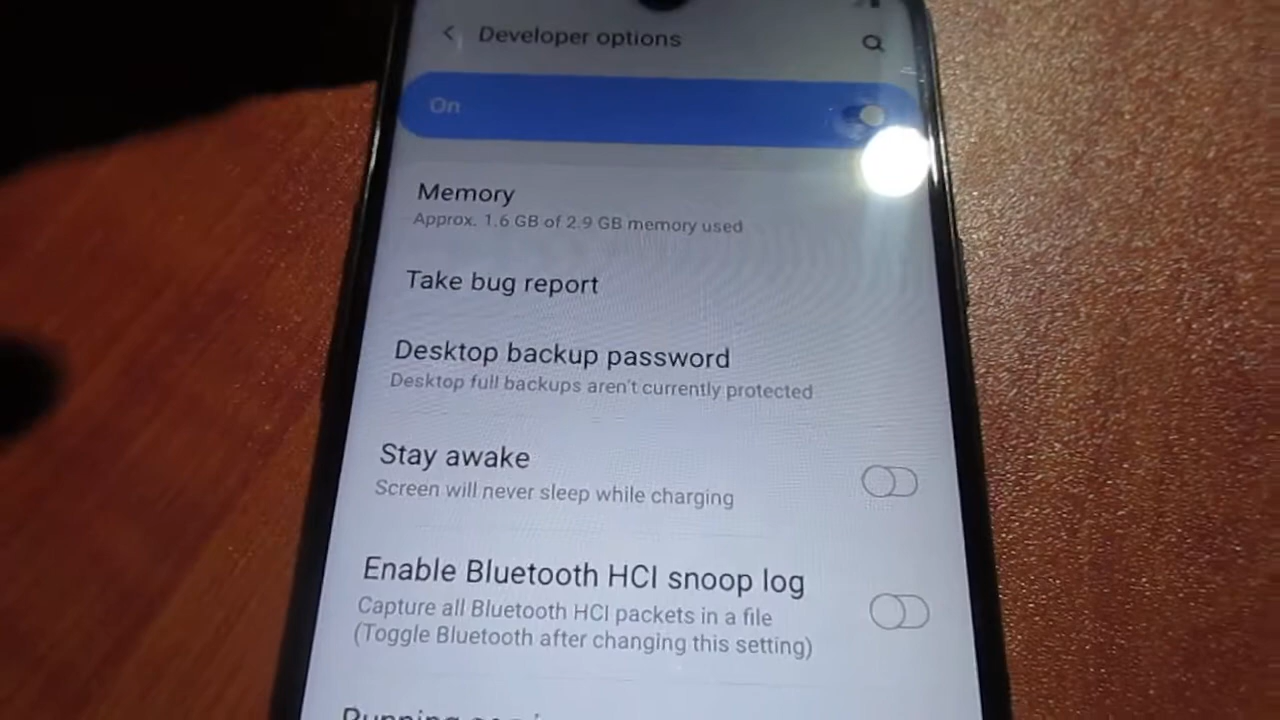 Developer options
On
Memory
Approx. 1.6 GB of 2.9 GB memory used
Take bug report
Desktop backup password
Desktop full backups aren't currently protected
Stay awake
Screen will never sleep while charging
Enable Bluetooth HCI snoop log
Capture all Bluetooth HCI packets in a file
(Toggle Bluetooth after changing this setting)
Running